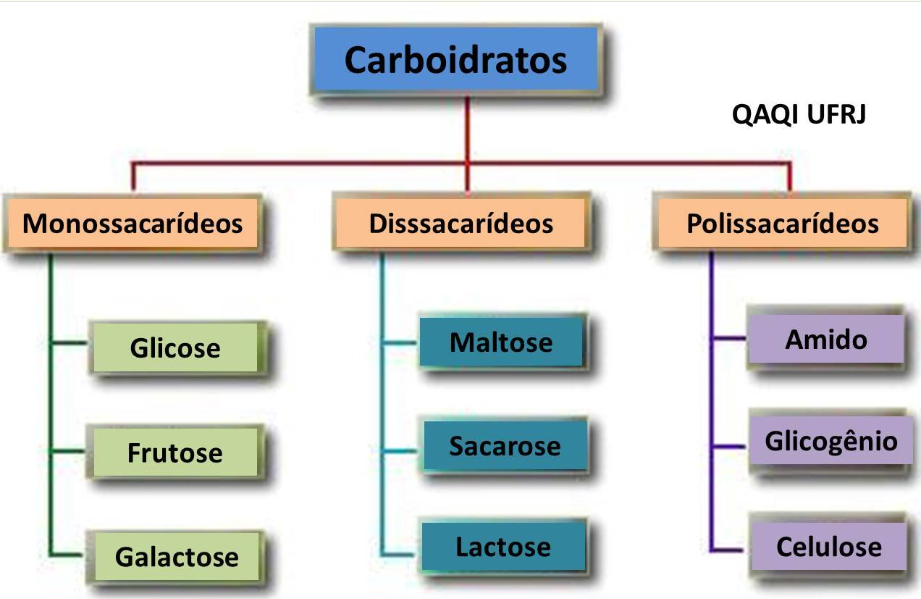 Carboidratos
QAQI UFRJ
Monossacarídeos
Disssacarídeos
Polissacarídeos
Glicose
Maltose
Amido
Frutose
Sacarose
Glicogênio
Galactose
Lactose
Celulose